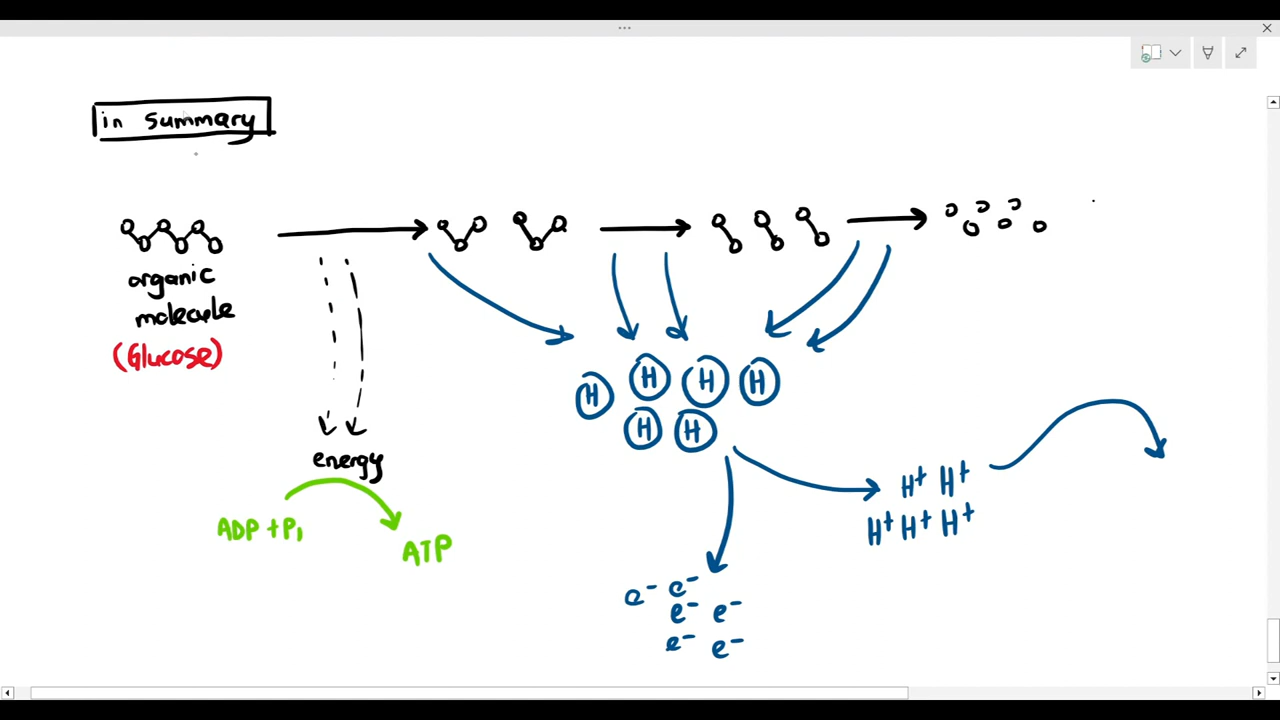 in summary
organic
molecule
(Glucose)
energy
ADP + Pi
ATP
H H H H
H H
H+ H+
H+ H+ H+
e- e-
e- e-
e- e-